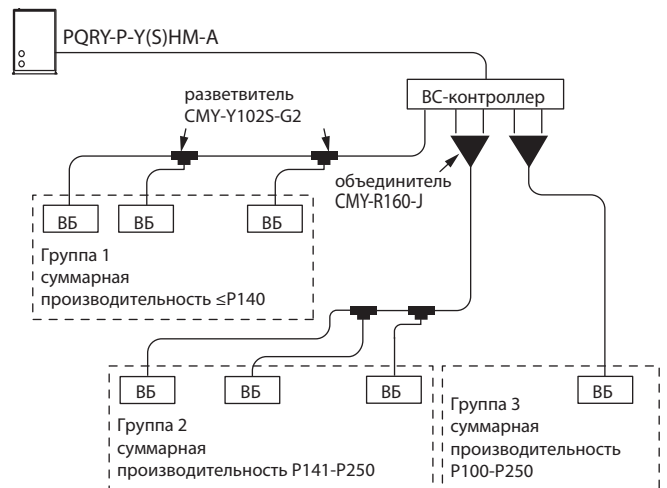 PQRY-P-Y(S)HM-A
разветвитель
CMY-Y102S-G2
ВС-контроллер
объединитель
CMY-R160-J
ВБ
ВБ
ВБ
Группа 1
суммарная
производительность ≤P140
ВБ
ВБ
ВБ
Группа 2
суммарная
производительность P141-P250
ВБ
Группа 3
суммарная
производительность
P100-P250